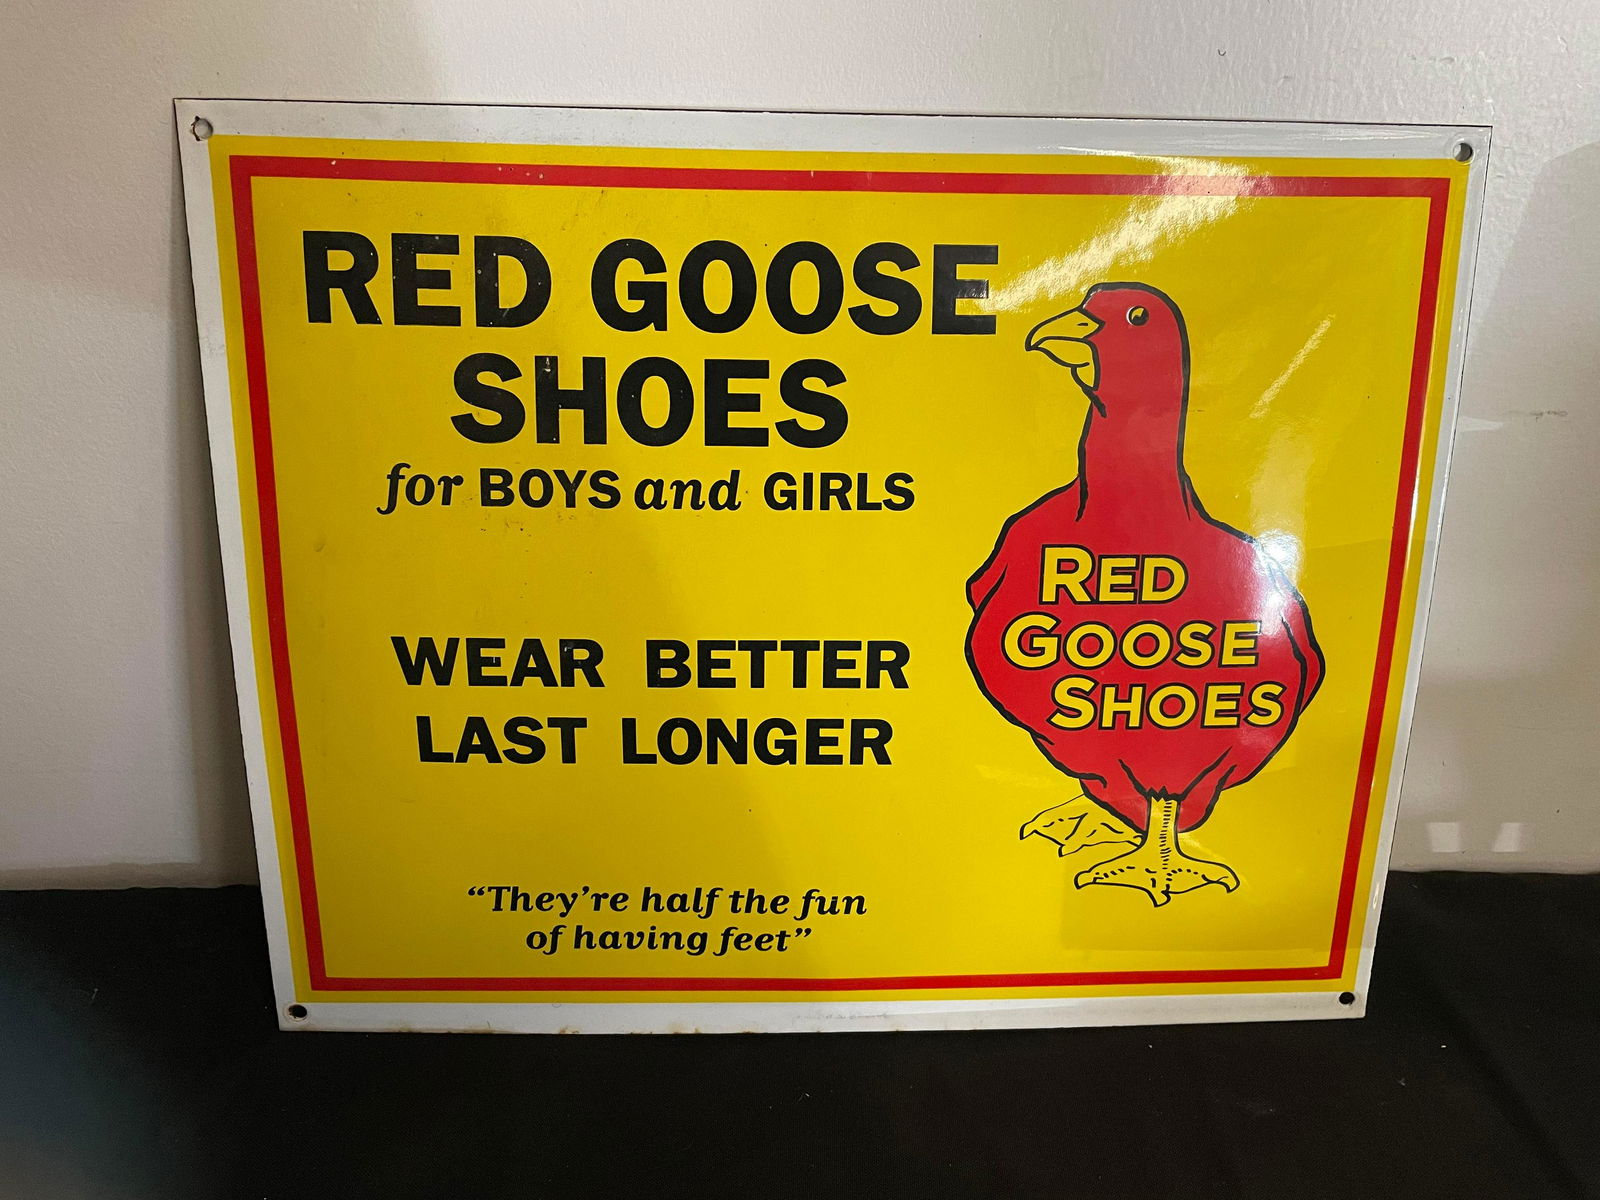 RED GOOSE
SHOES
for BOYS and GIRLS
WEAR BETTER
LAST LONGER
“They’re half the fun
of having feet”
RED
GOOSE
SHOES